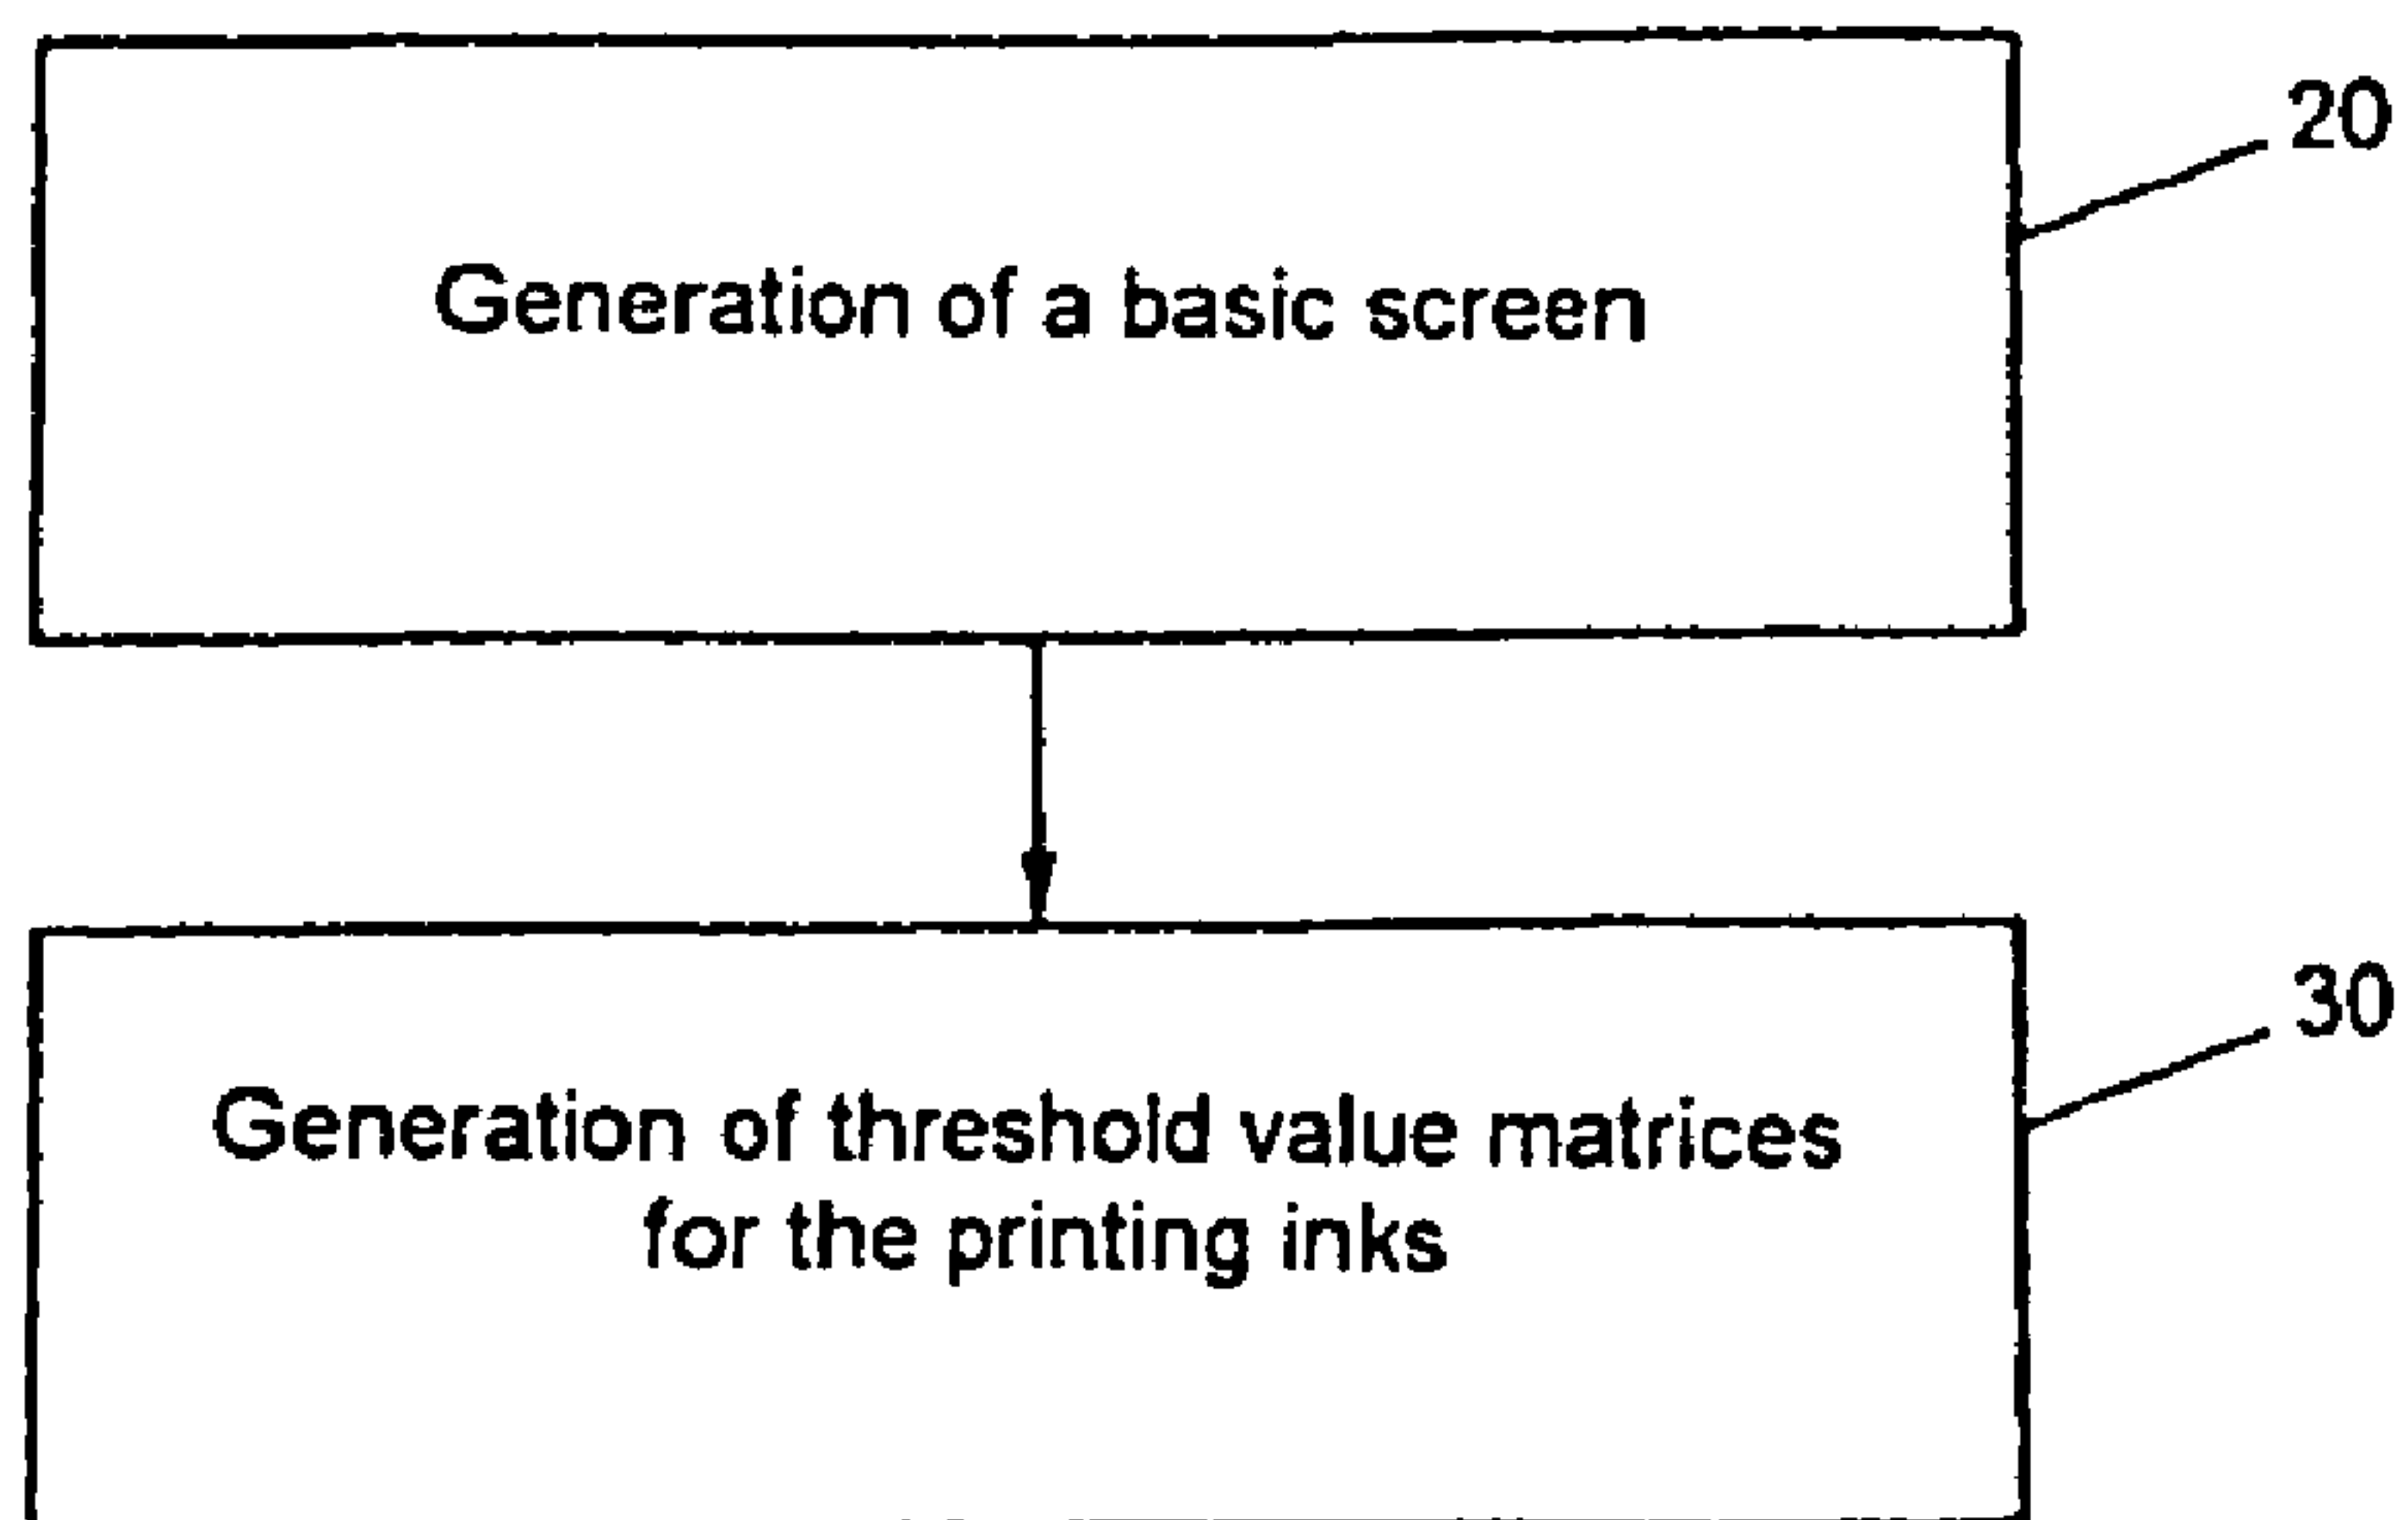 20
Generation of a basic screen
30
Generation of threshold value matrices
for the printing inks